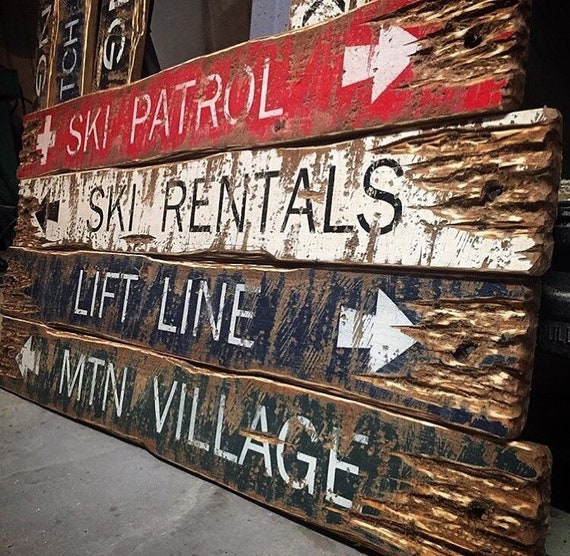 SKI PATROL
SKI RENTALS
LIFT LINE
MTN VILLAGE